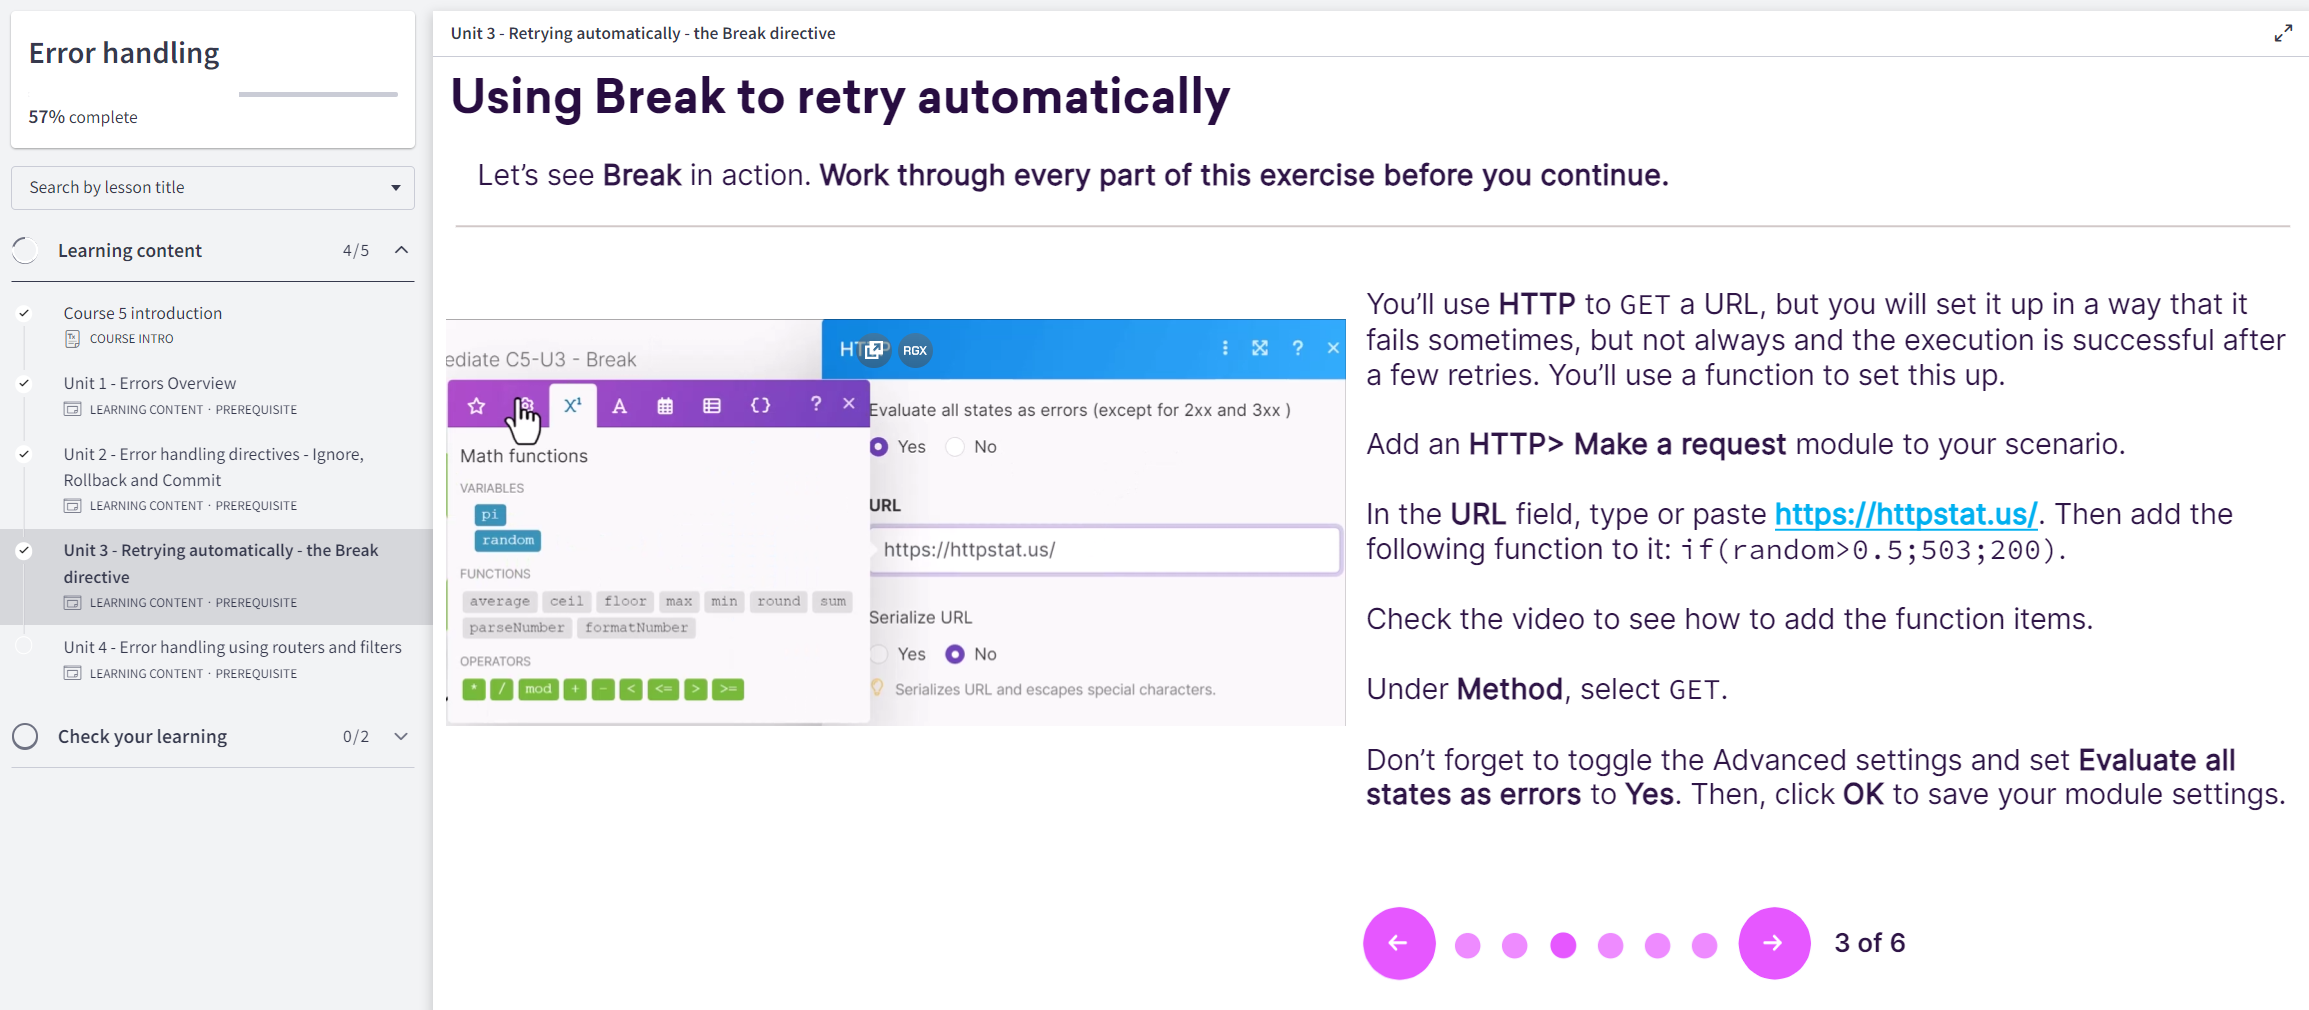 Error handling
57% complete
Search by lesson title
Learning content 4/5
Course 5 introduction
COURSE INTRO
Unit 1 - Errors Overview
LEARNING CONTENT · PREREQUISITE
Unit 2 - Error handling directives - Ignore,
Rollback and Commit
LEARNING CONTENT · PREREQUISITE
Unit 3 - Retrying automatically - the Break
directive
LEARNING CONTENT · PREREQUISITE
Unit 4 - Error handling using routers and filters
LEARNING CONTENT · PREREQUISITE
Check your learning 0/2
Unit 3 - Retrying automatically - the Break directive
Using Break to retry automatically
Let’s see Break in action. Work through every part of this exercise before you continue.
ediate C5-U3 - Break
X¹ A ? ×
Math functions
VARIABLES
pi
random
FUNCTIONS
average ceil floor max min round sum
parseNumber formatNumber
OPERATORS
* / mod + - < <= > >=
HTTP RGX ? ×
Evaluate all states as errors (except for 2xx and 3xx )
Yes No
URL
https://httpstat.us/
Serialize URL
Yes No
Serializes URL and escapes special characters.
You’ll use HTTP to GET a URL, but you will set it up in a way that it
fails sometimes, but not always and the execution is successful after
a few retries. You’ll use a function to set this up.
Add an HTTP> Make a request module to your scenario.
In the URL field, type or paste https://httpstat.us/. Then add the
following function to it: if(random>0.5;503;200).
Check the video to see how to add the function items.
Under Method, select GET.
Don’t forget to toggle the Advanced settings and set Evaluate all
states as errors to Yes. Then, click OK to save your module settings.
3 of 6